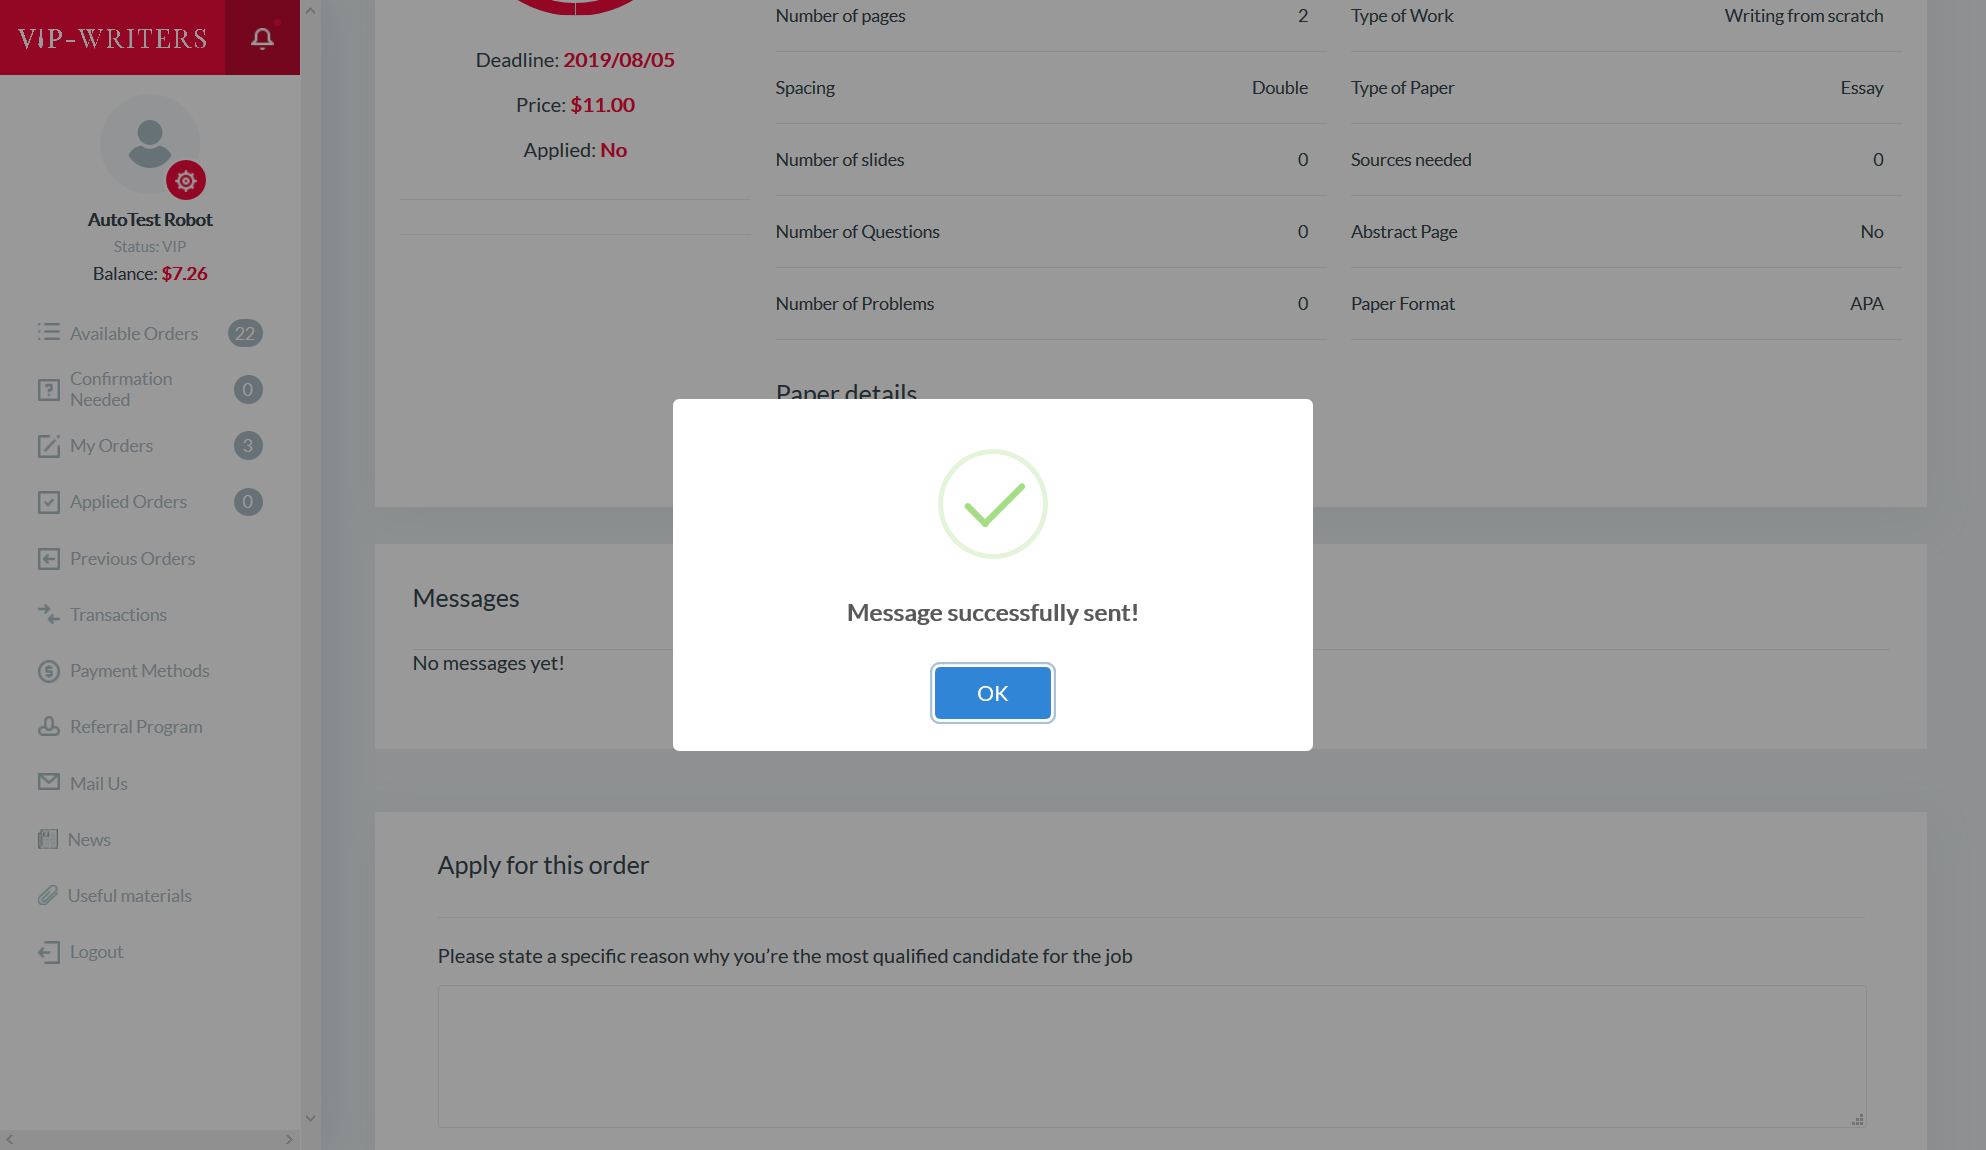 VIP-WRITERS
AutoTest Robot
Status: VIP
Balance: $7.26
Available Orders 22
Confirmation
Needed 0
My Orders 3
Applied Orders 0
Previous Orders
Transactions
Payment Methods
Referral Program
Mail Us
News
Useful materials
Logout
Deadline: 2019/08/05
Price: $11.00
Applied: No
Number of pages 2
Type of Work Writing from scratch
Spacing Double
Type of Paper Essay
Number of slides 0
Sources needed 0
Number of Questions 0
Abstract Page No
Number of Problems 0
Paper Format APA
Paper details
Message successfully sent!
OK
Messages
No messages yet!
Apply for this order
Please state a specific reason why you’re the most qualified candidate for the job